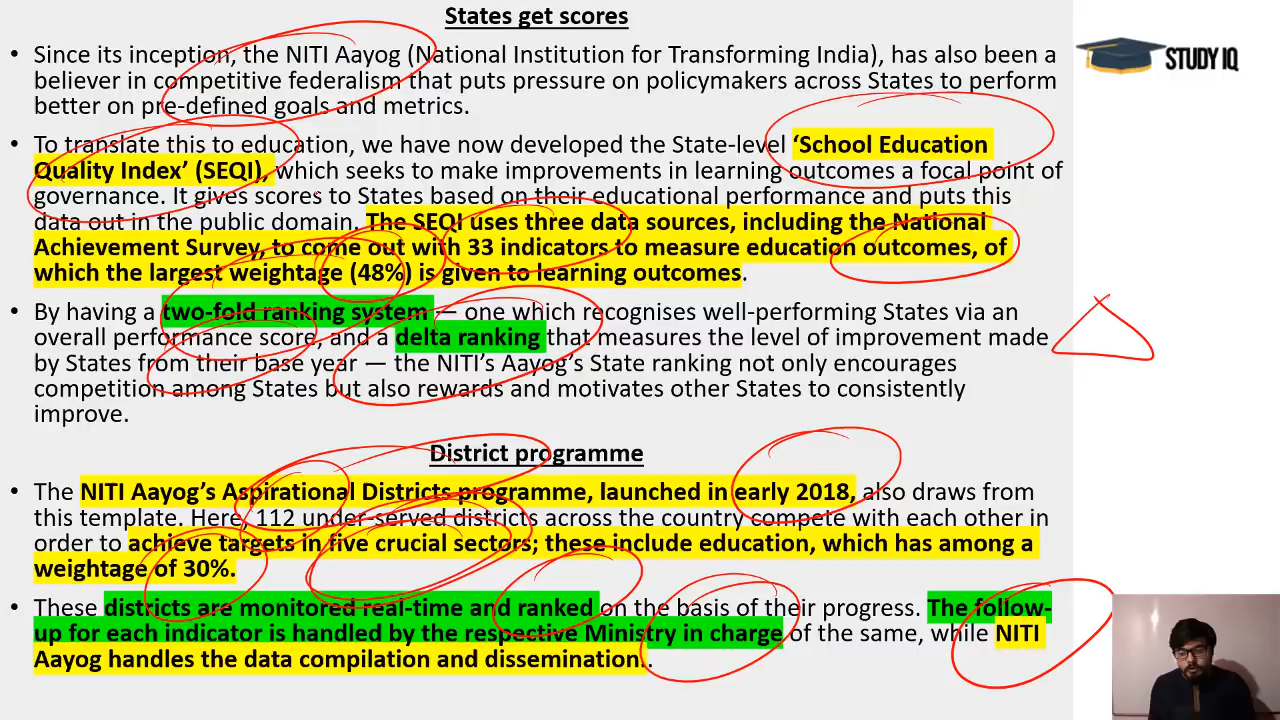 States get scores
• Since its inception, the NITI Aayog (National Institution for Transforming India), has also been a
believer in competitive federalism that puts pressure on policymakers across States to perform
better on pre-defined goals and metrics.
• To translate this to education, we have now developed the State-level ‘School Education
Quality Index’ (SEQI), which seeks to make improvements in learning outcomes a focal point of
governance. It gives scores to States based on their educational performance and puts this
data out in the public domain. The SEQI uses three data sources, including the National
Achievement Survey, to come out with 33 indicators to measure education outcomes, of
which the largest weightage (48%) is given to learning outcomes.
• By having a two-fold ranking system — one which recognises well-performing States via an
overall performance score, and a delta ranking that measures the level of improvement made
by States from their base year — the NITI’s Aayog’s State ranking not only encourages
competition among States but also rewards and motivates other States to consistently
improve.
District programme
• The NITI Aayog’s Aspirational Districts programme, launched in early 2018, also draws from
this template. Here, 112 under-served districts across the country compete with each other in
order to achieve targets in five crucial sectors; these include education, which has among a
weightage of 30%.
• These districts are monitored real-time and ranked on the basis of their progress. The follow-
up for each indicator is handled by the respective Ministry in charge of the same, while NITI
Aayog handles the data compilation and dissemination..
STUDY IQ